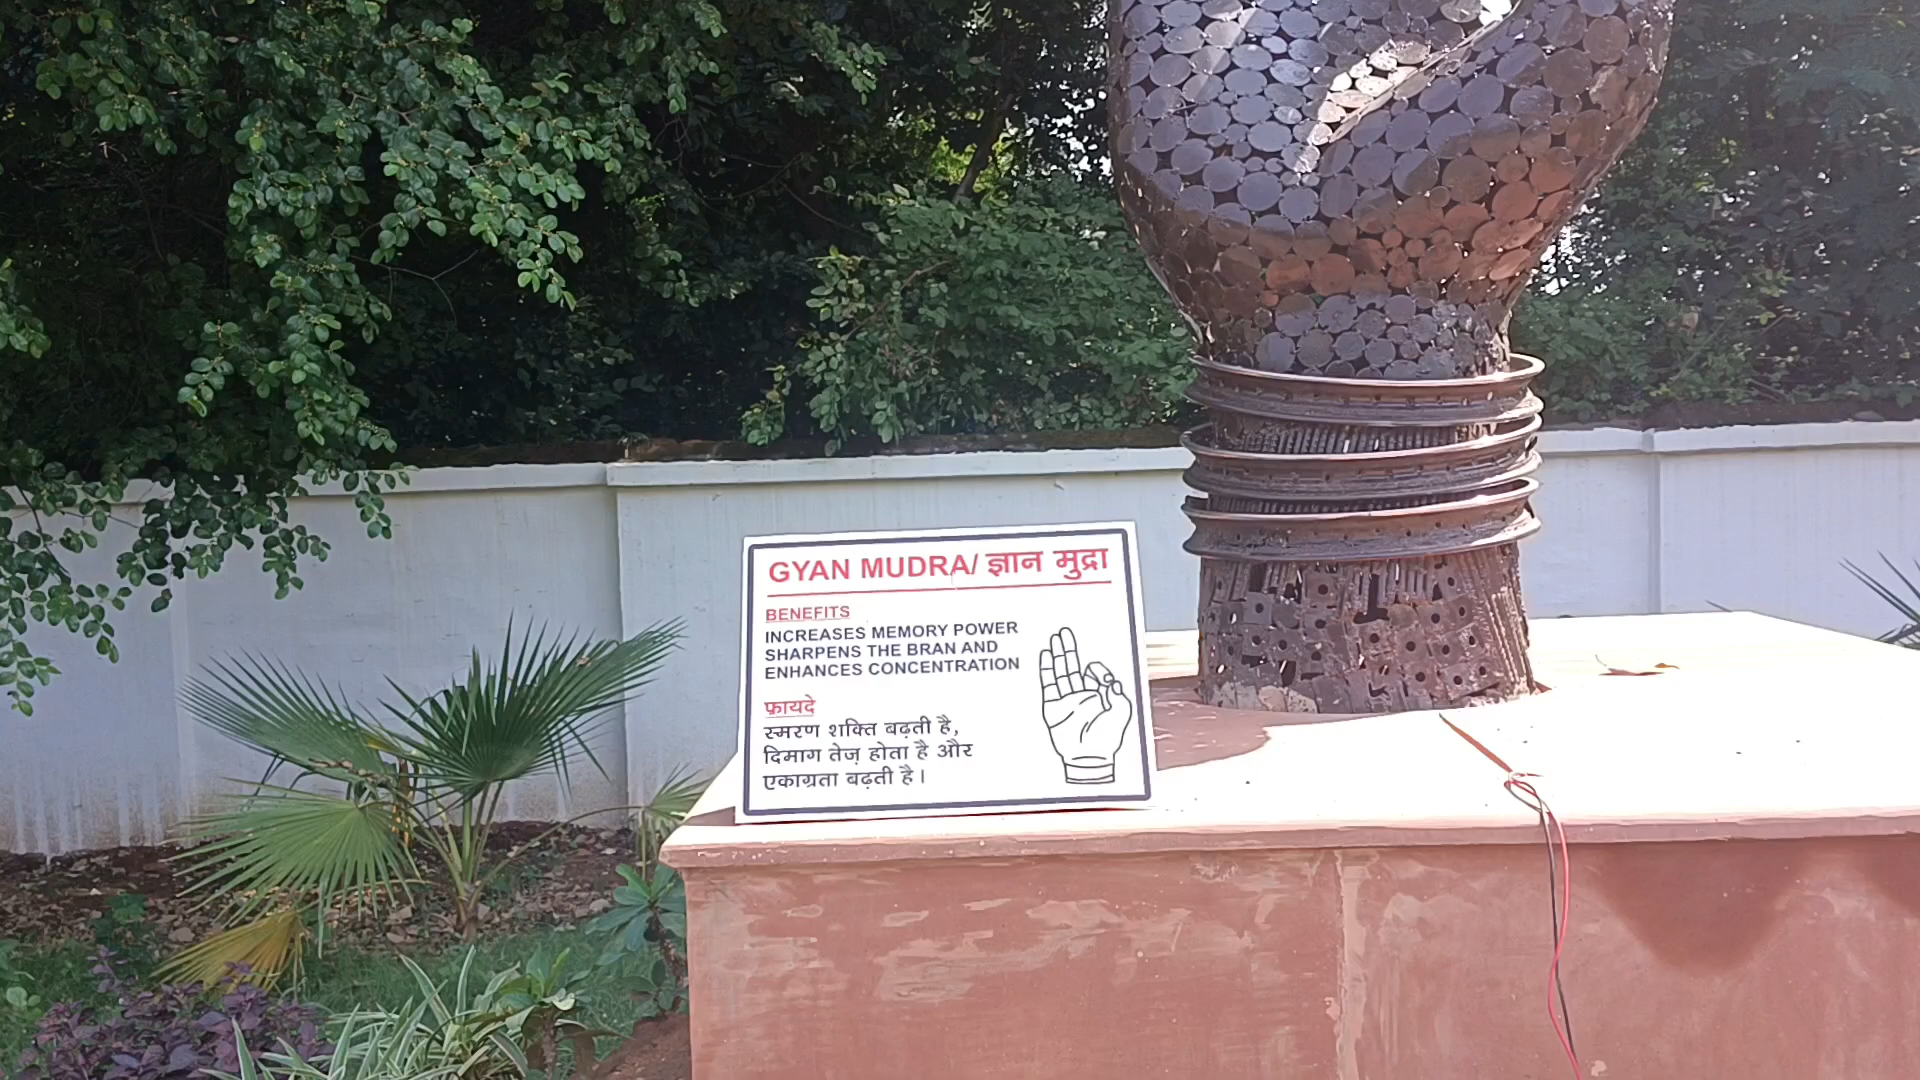 GYAN MUDRA/ ज्ञान मुद्रा
BENEFITS
INCREASES MEMORY POWER
SHARPENS THE BRAN AND
ENHANCES CONCENTRATION
फ़ायदे
स्मरण शक्ति बढ़ती है,
दिमाग तेज़ होता है और
एकाग्रता बढ़ती है।